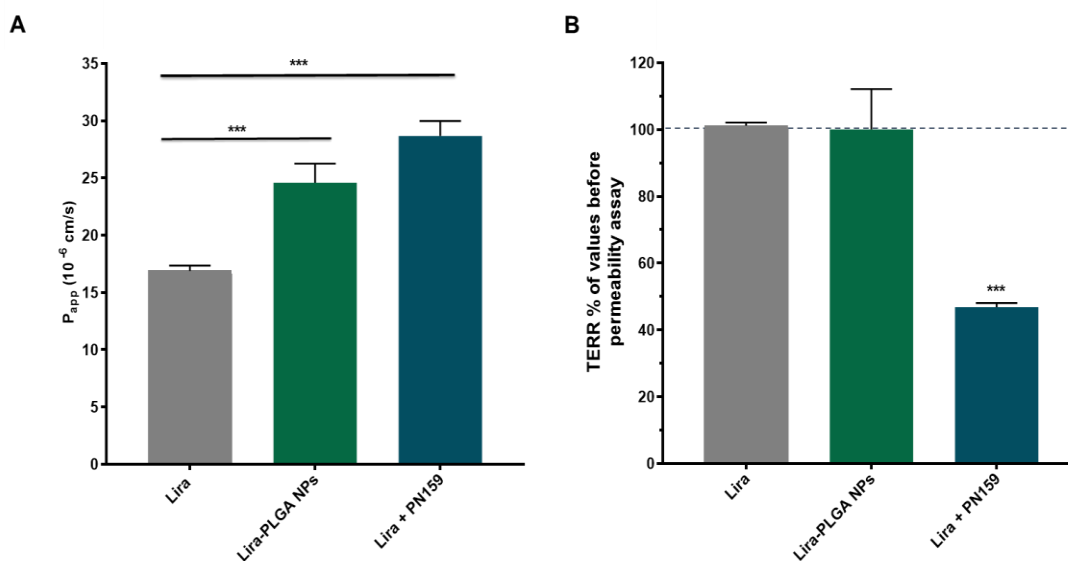 A
35
30
25
20
15
10
5
0
Papp (10 -6 cm/s)
***
***
Lira
Lira-PLGA NPs
Lira + PN159
B
120
100
80
60
40
20
0
TERR % of values before
permeability assay
***
Lira
Lira-PLGA NPs
Lira + PN159